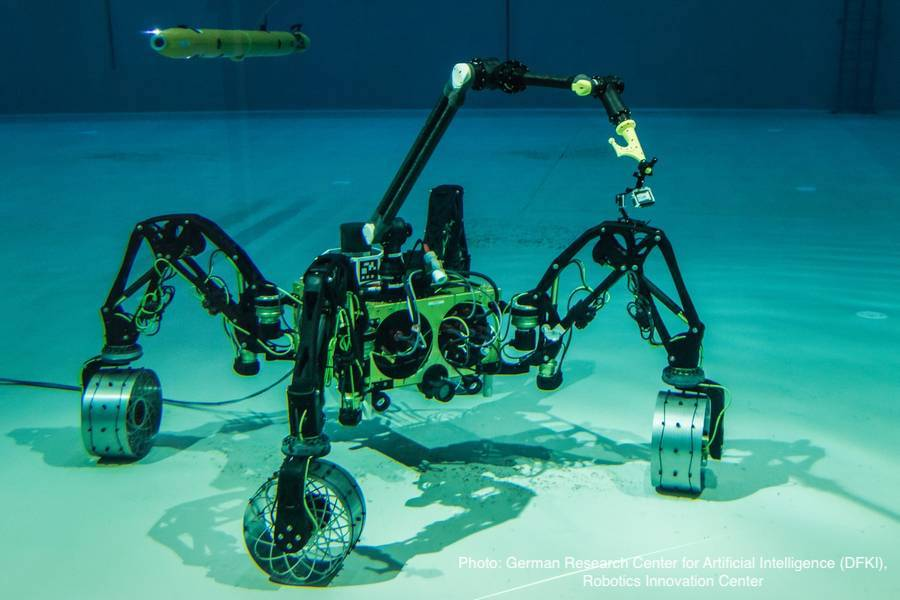 Photo: German Research Center for Artificial Intelligence (DFKI),
Robotics Innovation Center